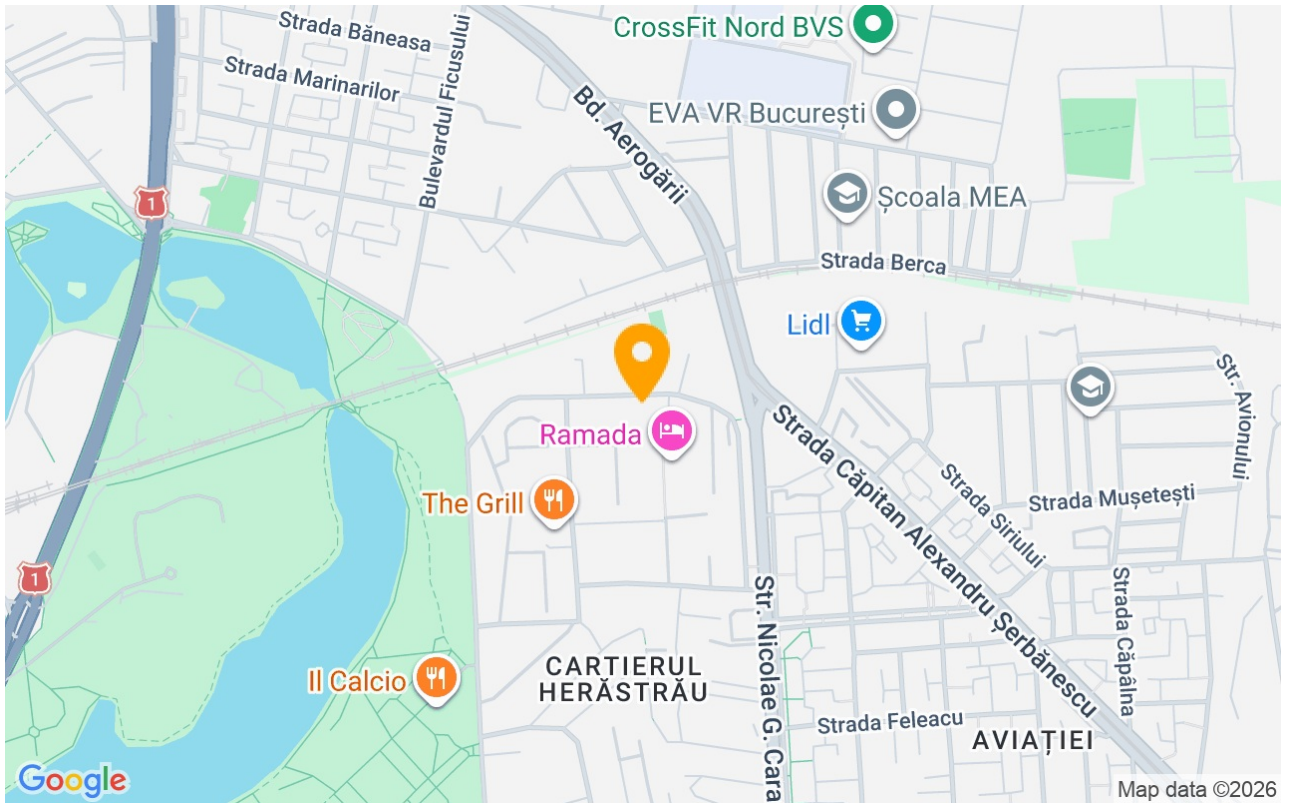 CrossFit Nord BVS
Strada Băneasa
Strada Marinarilor
Bulevardul Ficusului
Bd. Aerogării
EVA VR București
Școala MEA
1
Strada Berca
Lidl
Str. Avionului
Ramada
Strada Căpitan Alexandru Șerbănescu
The Grill
Strada Siriului
Strada Mușetești
1
Str. Nicolae G. Cara
Strada Căpâlna
CARTIERUL
HERĂSTRĂU
Il Calcio
Strada Feleacu
AVIAȚIEI
Google
Map data ©2026